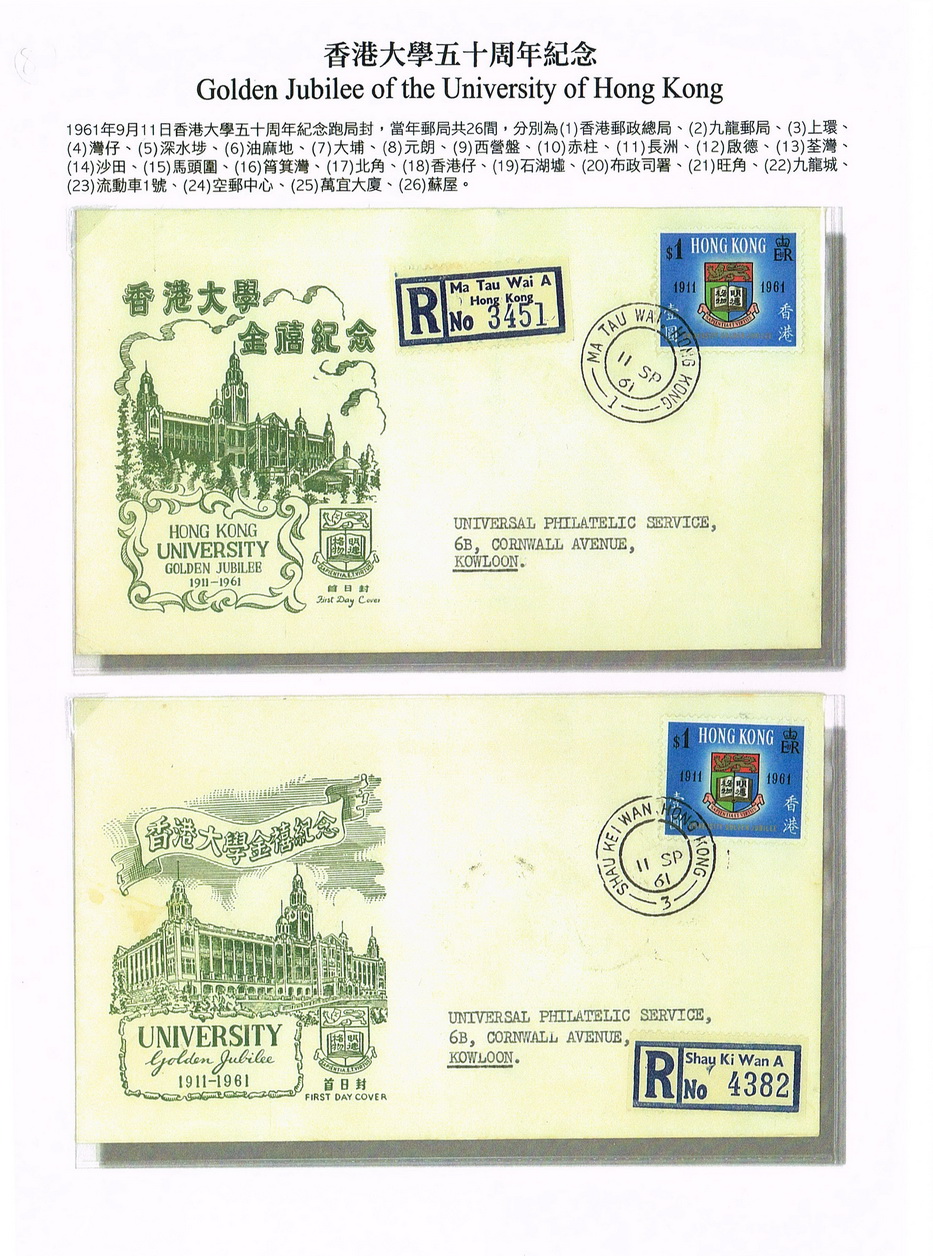 香港大學五十周年紀念
Golden Jubilee of the University of Hong Kong
1961年9月11日香港大學五十周年紀念跑局封，當年郵局共26間，分別為(1)香港郵政總局、(2)九龍郵局、(3)上環、
(4)灣仔、(5)深水埗、(6)油麻地、(7)大埔、(8)元朗、(9)西營盤、(10)赤柱、(11)長洲、(12)啟德、(13)荃灣、
(14)沙田、(15)馬頭圍、(16)筲箕灣、(17)北角、(18)香港仔、(19)石湖墟、(20)布政司署、(21)旺角、(22)九龍城、
(23)流動車1號、(24)空郵中心、(25)萬宜大廈、(26)蘇屋。
香港大學
金禧紀念
HONG KONG
UNIVERSITY
GOLDEN JUBILEE
1911-1961
首日封
First Day Cover
R
Ma Tau Wai A
Hong Kong
No 3451
$1 HONG KONG
ER
1911 1961
香港
MA TAU WAI HONG KONG
11 SP
61
1
UNIVERSAL PHILATELIC SERVICE,
6B, CORNWALL AVENUE,
KOWLOON.
香港大學金禧紀念
UNIVERSITY
Golden Jubilee
1911-1961
首日封
FIRST DAY COVER
$1 HONG KONG
ER
1911 1961
香港
SHAU KEI WAN HONG KONG
11 SP
61
3
UNIVERSAL PHILATELIC SERVICE,
6B, CORNWALL AVENUE,
KOWLOON.
R
Shau Ki Wan A
No 4382